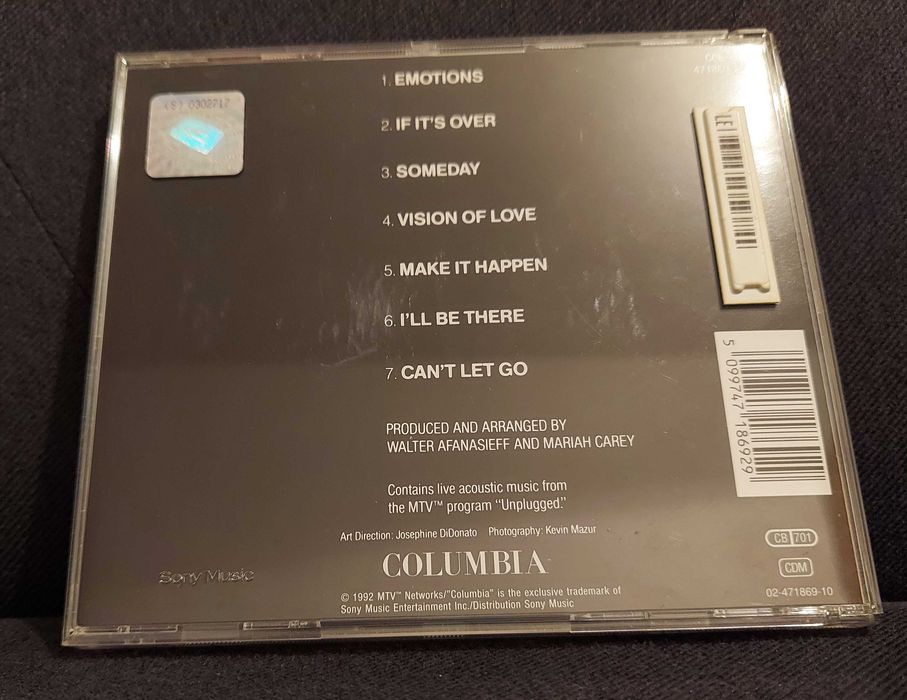 (S) 0302717
1. EMOTIONS
2. IF IT'S OVER
3. SOMEDAY
4. VISION OF LOVE
5. MAKE IT HAPPEN
6. I'LL BE THERE
7. CAN'T LET GO
PRODUCED AND ARRANGED BY
WALTER AFANASIEFF AND MARIAH CAREY
Contains live acoustic music from
the MTV™ program "Unplugged."
Art Direction: Josephine DiDonato Photography: Kevin Mazur
COLUMBIA
Sony Music
© 1992 MTV™ Networks/"Columbia" is the exclusive trademark of
Sony Music Entertainment Inc./Distribution Sony Music
5 099747 186929
CB 701
CDM
02-471869-10